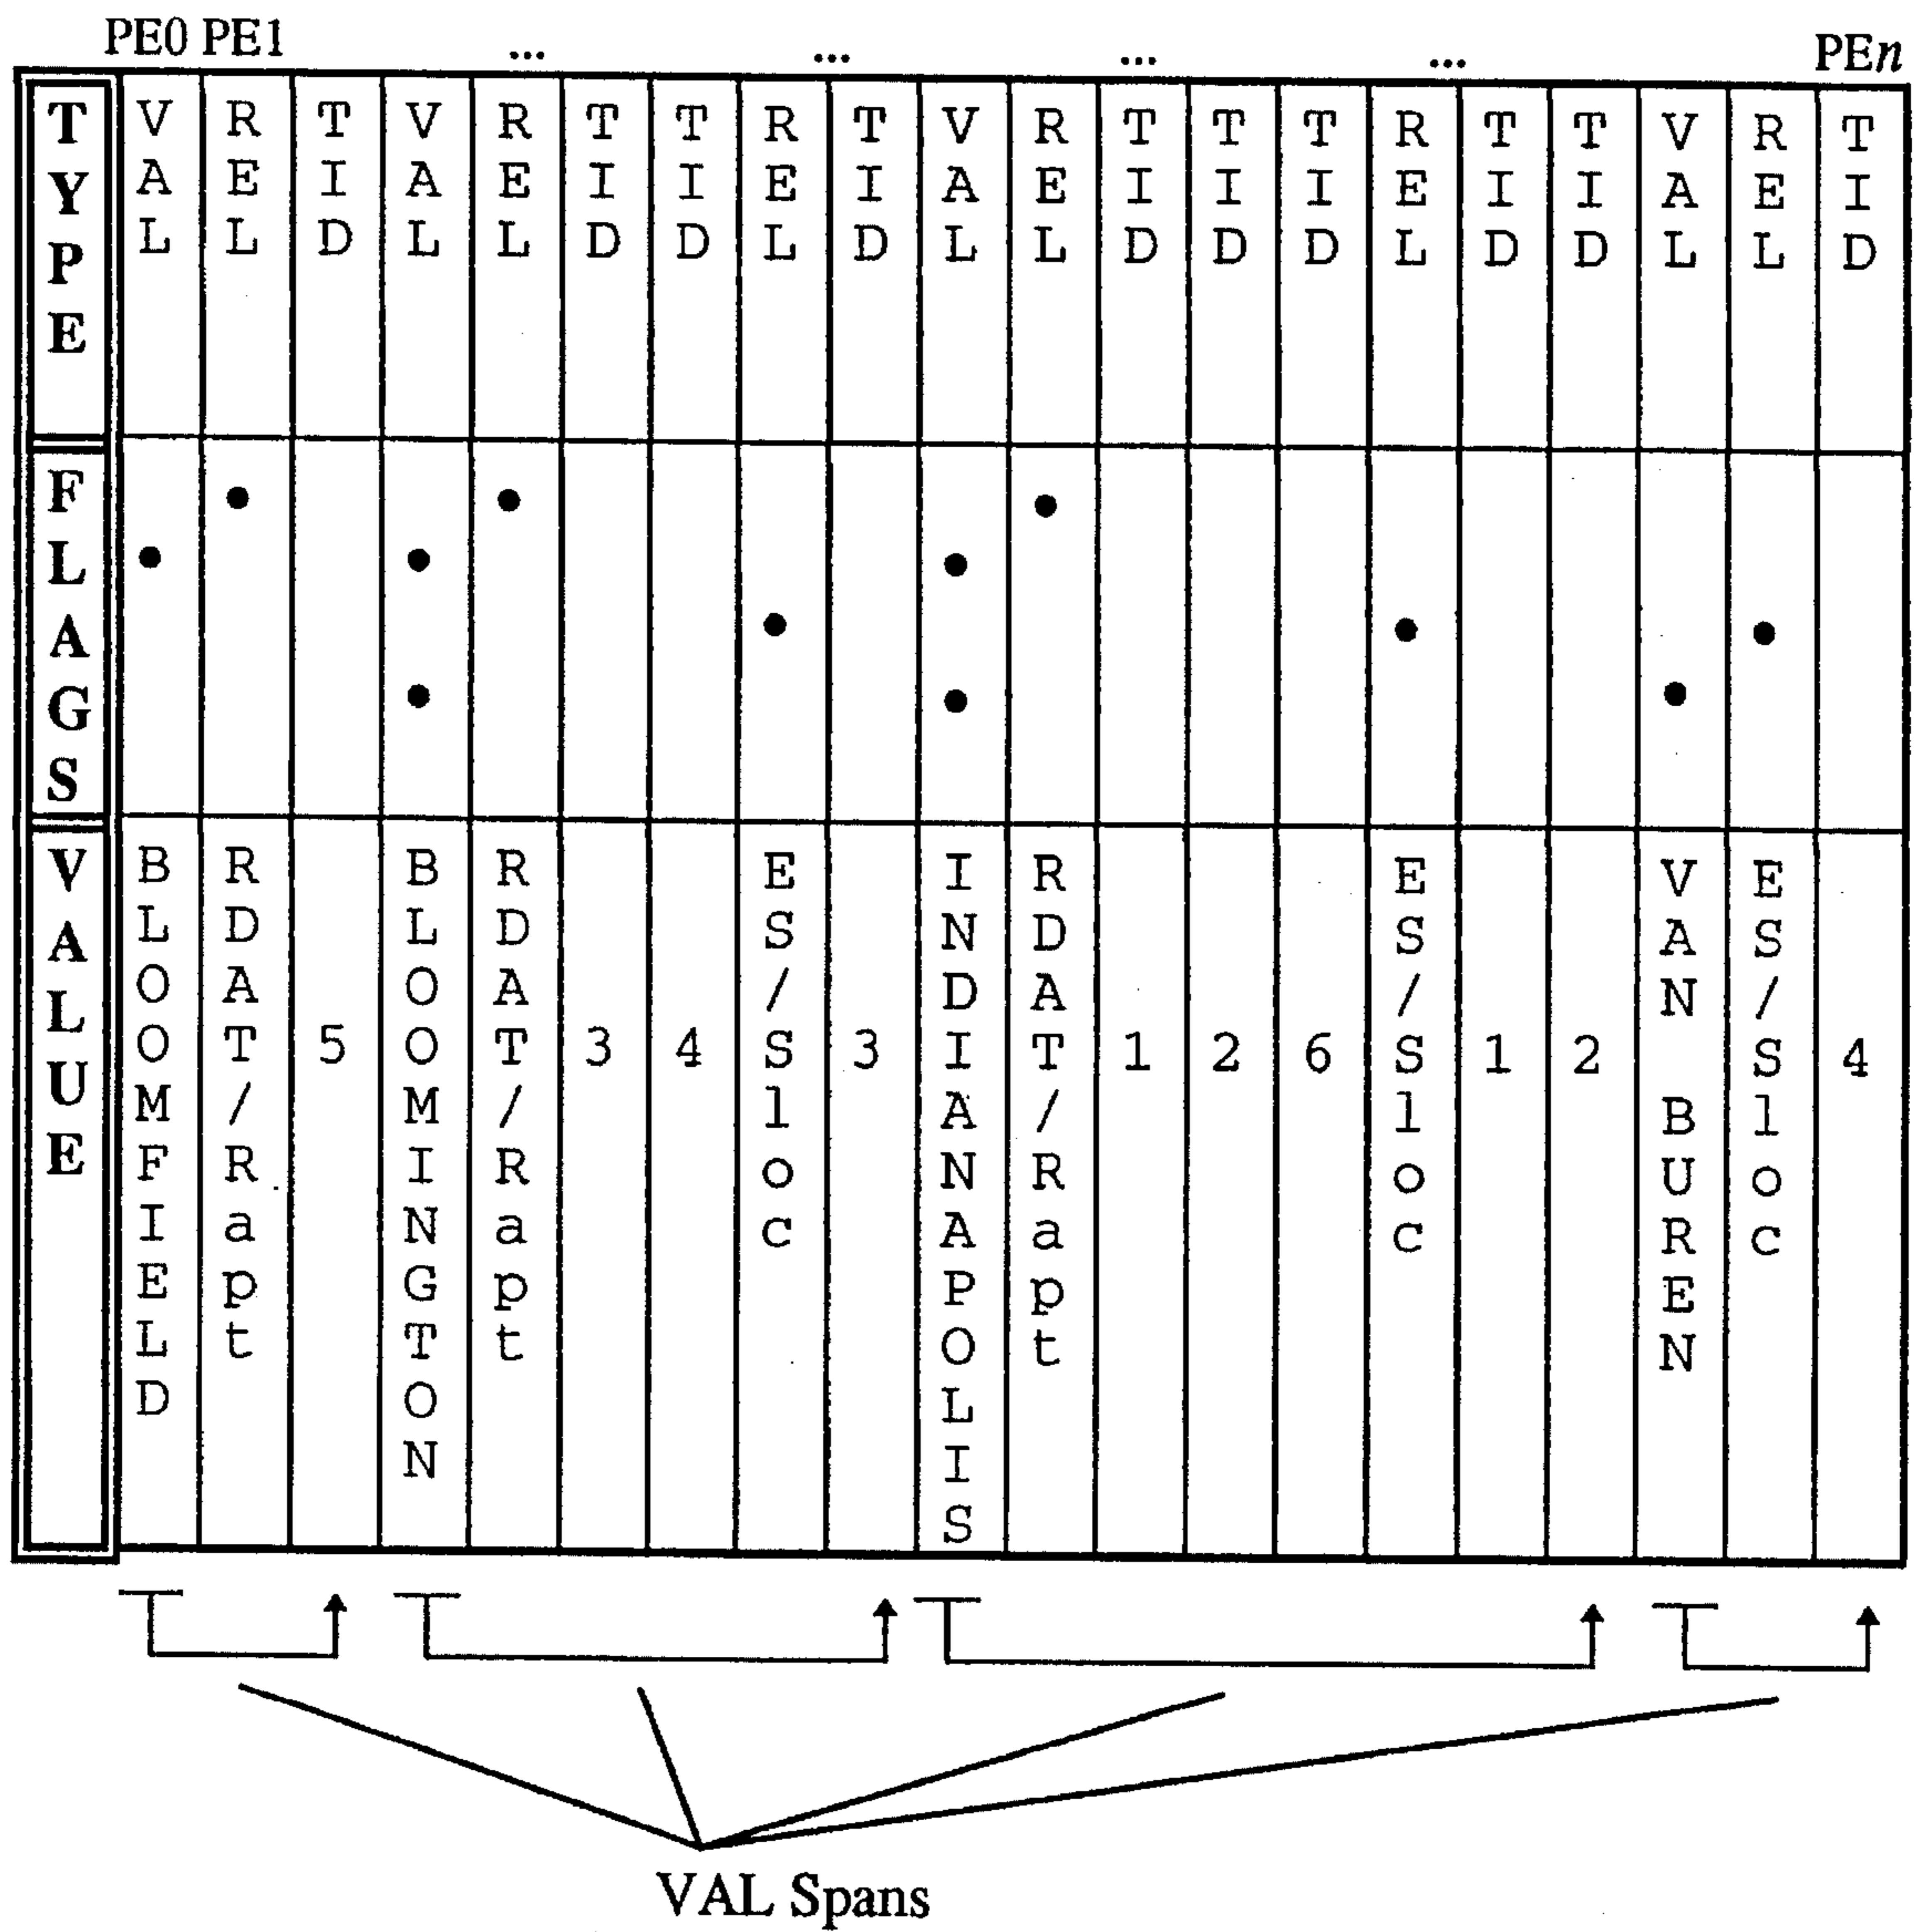 PE0 PE1 ... ... ... ... PEn
TYPE VAL REL TID VAL REL TID TID REL TID VAL REL TID TID TID REL TID TID VAL REL TID
FLAGS
VALUE BLOOMFIELD RDAT/Rapt 5 BLOOMINGTON RDAT/Rapt 3 4 ES/Sloc 3 INDIANAPOLIS RDAT/Rapt 1 2 6 ES/Sloc 1 2 VAN BUREN ES/Sloc 4
VAL Spans